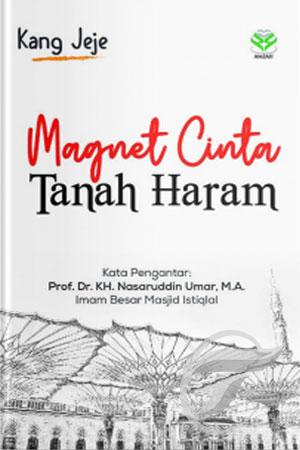 Kang Jeje
Magnet Cinta
Tanah Haram
Kata Pengantar:
Prof. Dr. KH. Nasaruddin Umar, M.A.
Imam Besar Masjid Istiqlal